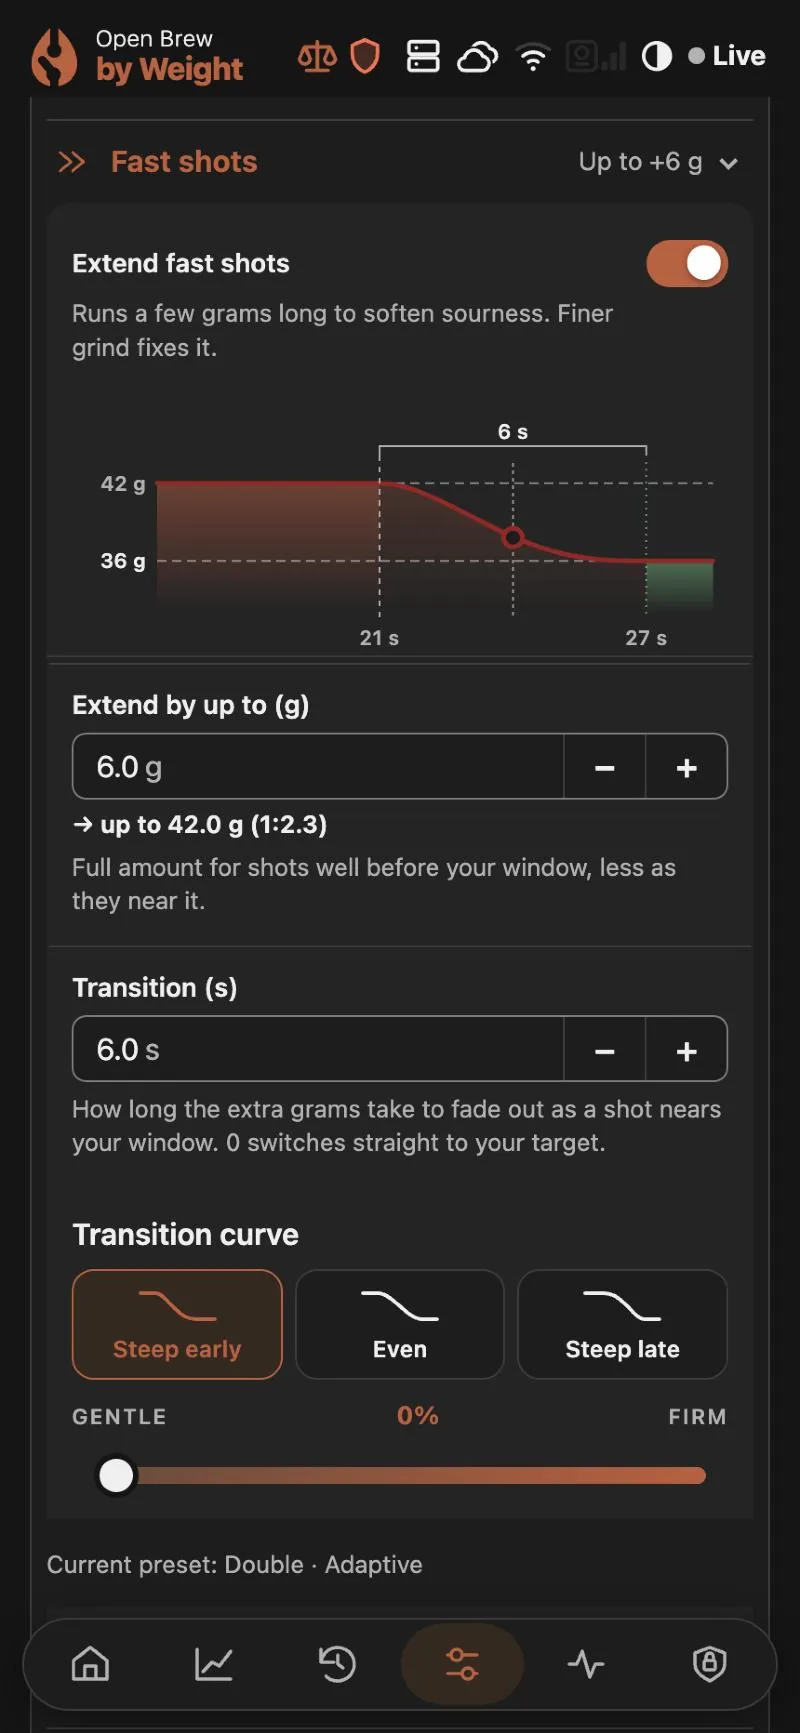 Open Brew
by Weight
Live
Fast shots
Up to +6 g
Extend fast shots
Runs a few grams long to soften sourness. Finer
grind fixes it.
6 s
42 g
36 g
21 s
27 s
Extend by up to (g)
6.0 g
− +
→ up to 42.0 g (1:2.3)
Full amount for shots well before your window, less as
they near it.
Transition (s)
6.0 s
− +
How long the extra grams take to fade out as a shot nears
your window. 0 switches straight to your target.
Transition curve
Steep early
Even
Steep late
GENTLE
0%
FIRM
Current preset: Double · Adaptive